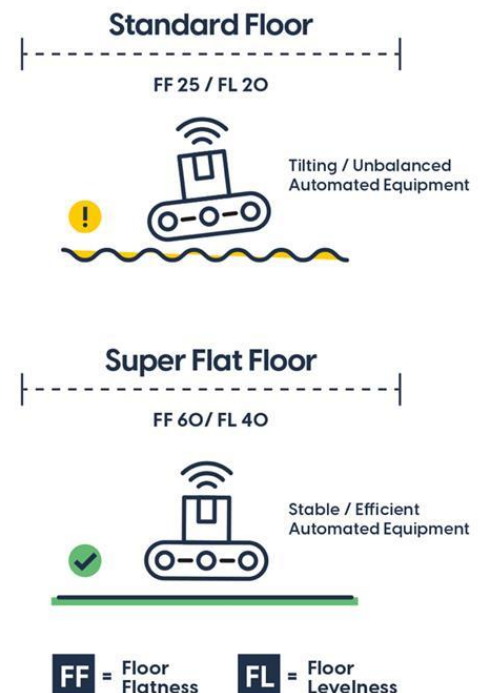 Standard Floor
FF 25 / FL 20
Tilting / Unbalanced
Automated Equipment
!
Super Flat Floor
FF 60/ FL 40
Stable / Efficient
Automated Equipment
FF = Floor
Flatness
FL = Floor
Levelness